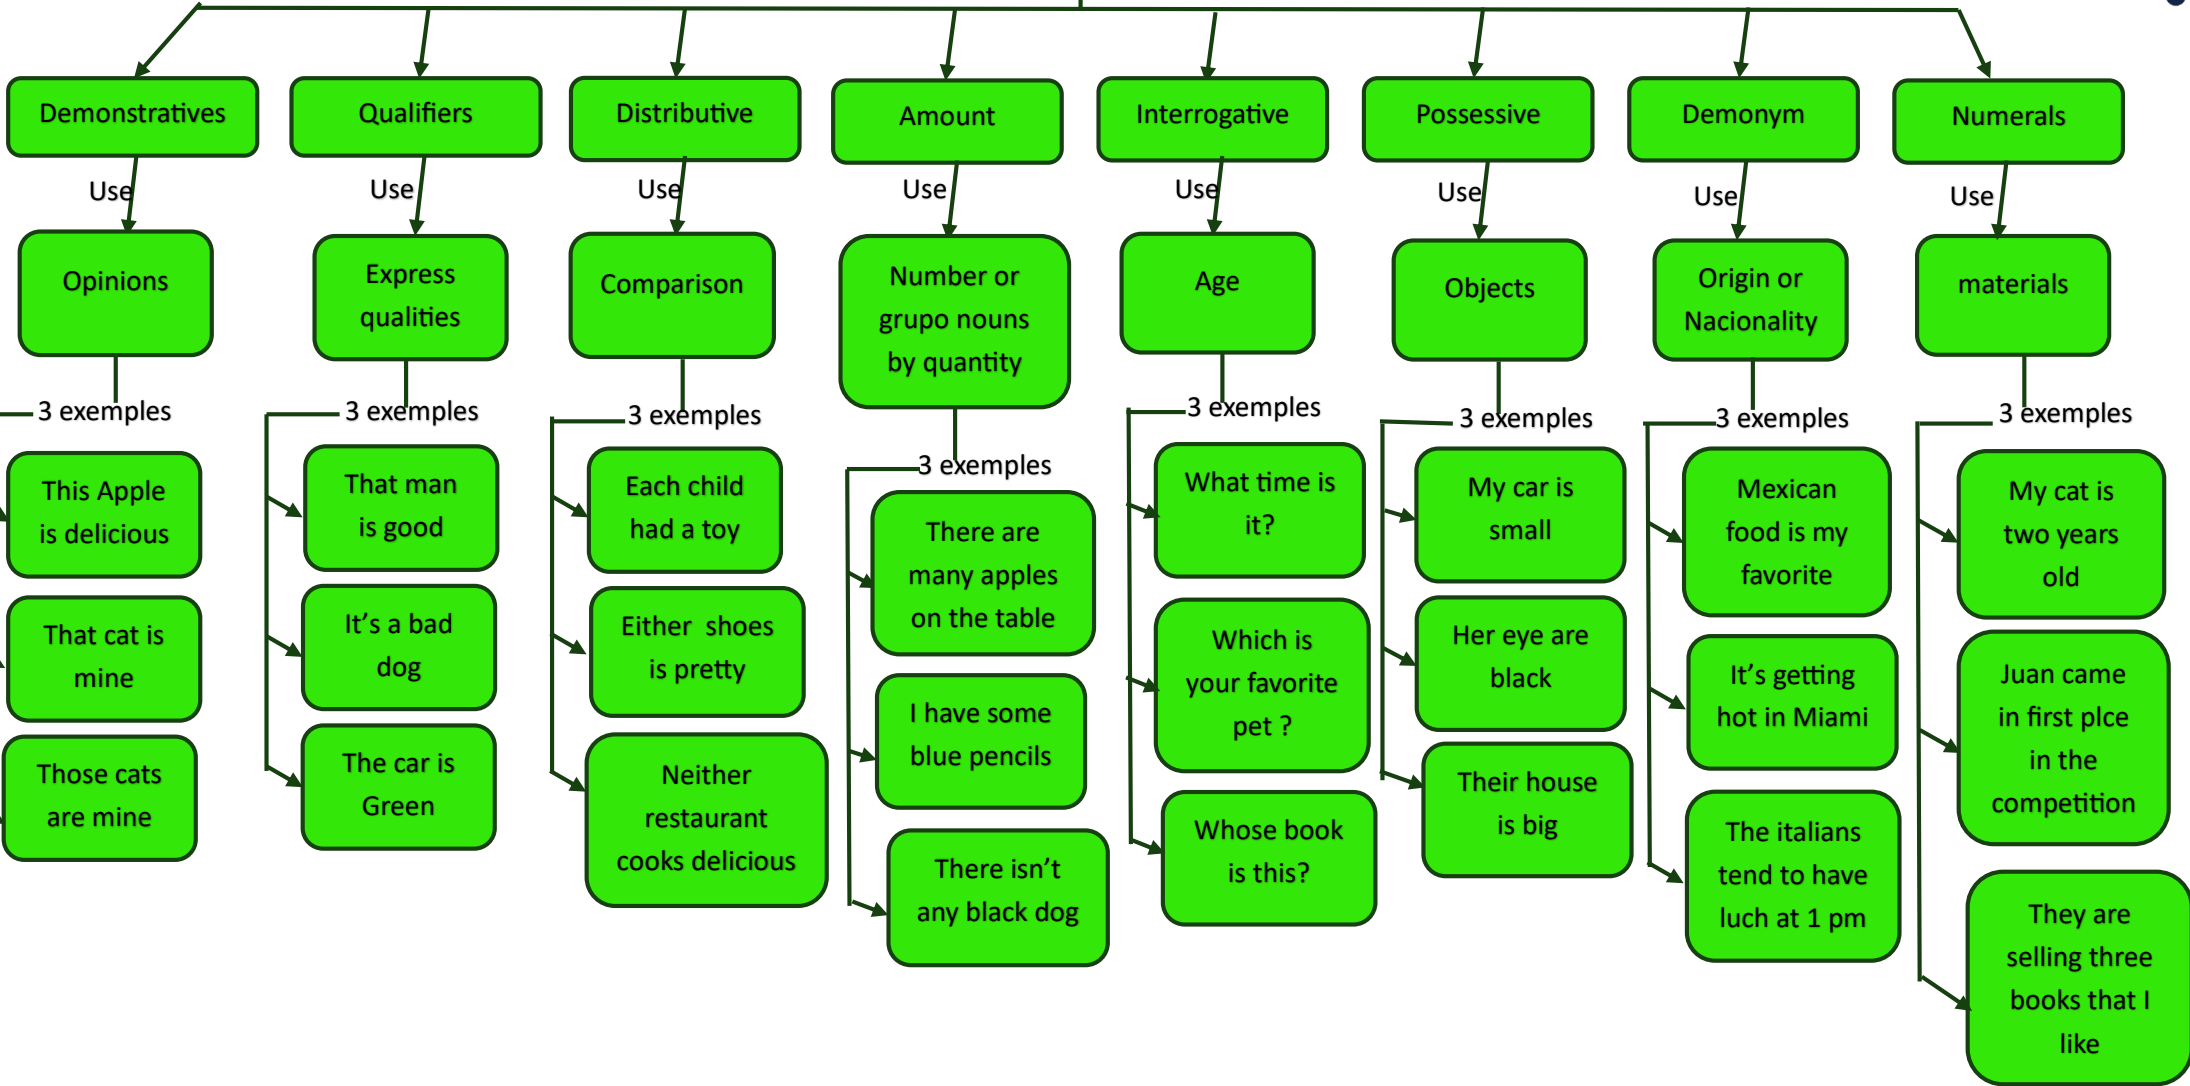 Demonstratives
Use
Opinions
3 exemples
This Apple
is delicious
That cat is
mine
Those cats
are mine
Qualifiers
Use
Express
qualities
3 exemples
That man
is good
It's a bad
dog
The car is
Green
Distributive
Use
Comparison
3 exemples
Each child
had a toy
Either shoes
is pretty
Neither
restaurant
cooks delicious
Amount
Use
Number or
grupo nouns
by quantity
3 exemples
There are
many apples
on the table
I have some
blue pencils
There isn't
any black dog
Interrogative
Use
Age
3 exemples
What time is
it?
Which is
your favorite
pet ?
Whose book
is this?
Possessive
Use
Objects
3 exemples
My car is
small
Her eye are
black
Their house
is big
Demonym
Use
Origin or
Nacionality
3 exemples
Mexican
food is my
favorite
It's getting
hot in Miami
The italians
tend to have
luch at 1 pm
Numerals
Use
materials
3 exemples
My cat is
two years
old
Juan came
in first plce
in the
competition
They are
selling three
books that I
like